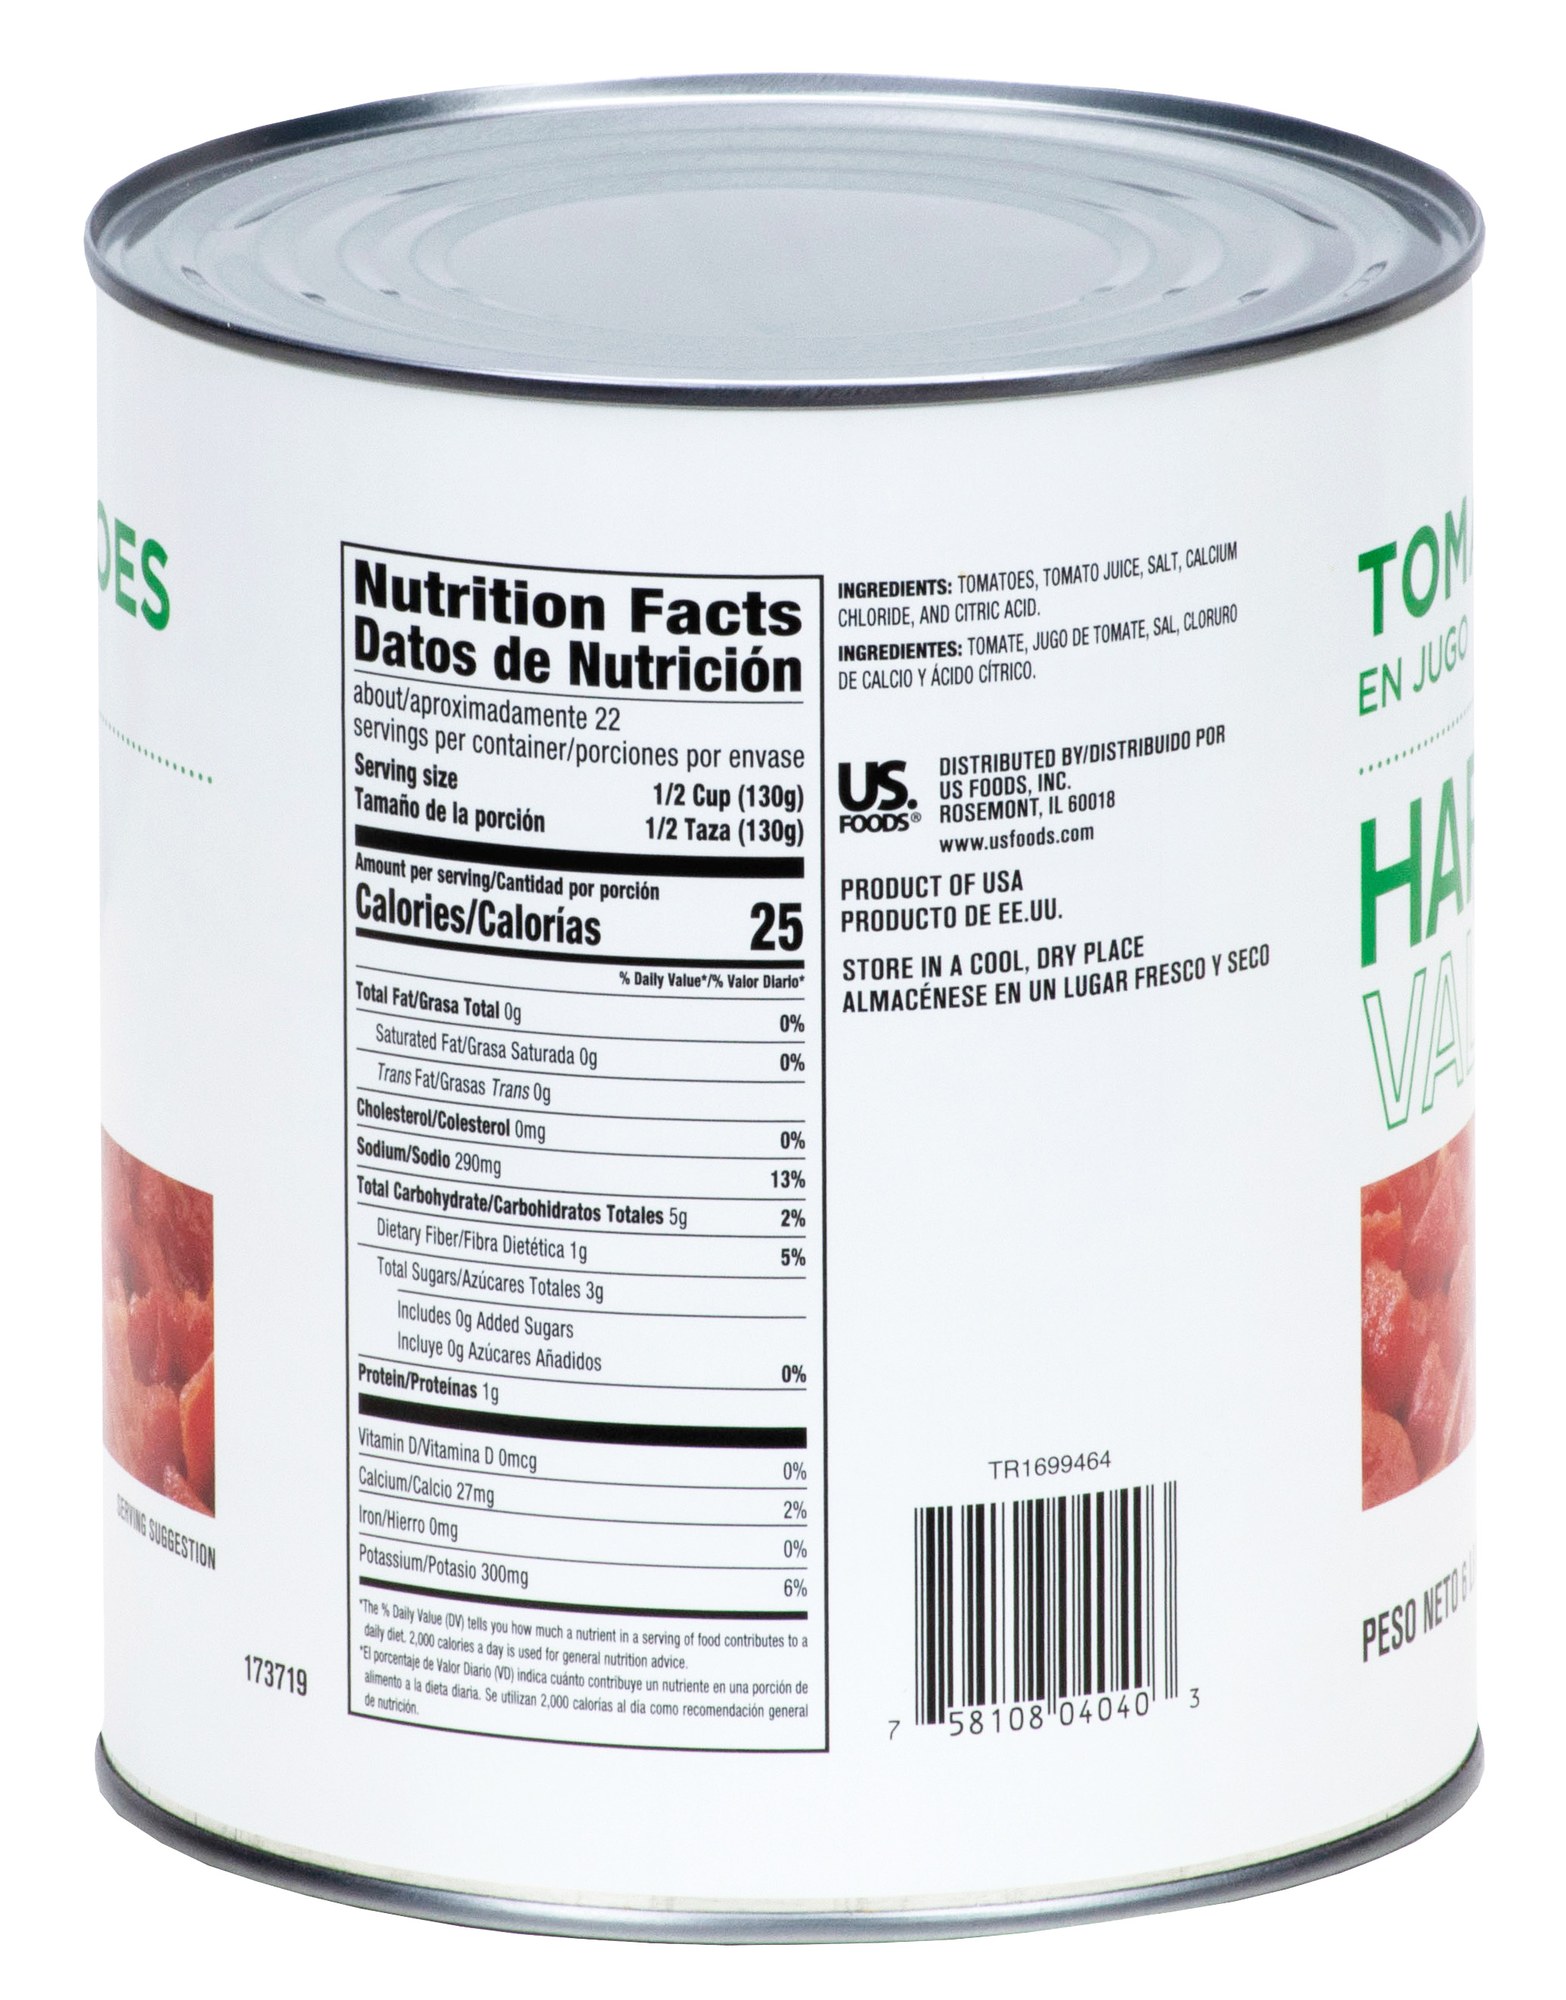 OES
SERVING SUGGESTION
173719
Nutrition Facts
Datos de Nutrición
about/aproximadamente 22
servings per container/porciones por envase
Serving size 1/2 Cup (130g)
Tamaño de la porción 1/2 Taza (130g)
Amount per serving/Cantidad por porción
Calories/Calorías 25
% Daily Value*/% Valor Diario*
Total Fat/Grasa Total 0g 0%
Saturated Fat/Grasa Saturada 0g 0%
Trans Fat/Grasas Trans 0g
Cholesterol/Colesterol 0mg 0%
Sodium/Sodio 290mg 13%
Total Carbohydrate/Carbohidratos Totales 5g 2%
Dietary Fiber/Fibra Dietética 1g 5%
Total Sugars/Azúcares Totales 3g
Includes 0g Added Sugars
Incluye 0g Azúcares Añadidos 0%
Protein/Proteínas 1g
Vitamin D/Vitamina D 0mcg 0%
Calcium/Calcio 27mg 2%
Iron/Hierro 0mg 0%
Potassium/Potasio 300mg 6%
*The % Daily Value (DV) tells you how much a nutrient in a serving of food contributes to a
daily diet. 2,000 calories a day is used for general nutrition advice.
*El porcentaje de Valor Diario (VD) indica cuánto contribuye un nutriente en una porción de
alimento a la dieta diaria. Se utilizan 2,000 calorías al día como recomendación general
de nutrición.
INGREDIENTS: TOMATOES, TOMATO JUICE, SALT, CALCIUM
CHLORIDE, AND CITRIC ACID.
INGREDIENTES: TOMATE, JUGO DE TOMATE, SAL, CLORURO
DE CALCIO Y ÁCIDO CÍTRICO.
US.
FOODS®
DISTRIBUTED BY/DISTRIBUIDO POR
US FOODS, INC.
ROSEMONT, IL 60018
www.usfoods.com
PRODUCT OF USA
PRODUCTO DE EE.UU.
STORE IN A COOL, DRY PLACE
ALMACÉNESE EN UN LUGAR FRESCO Y SECO
TR1699464
7 58108 04040 3
TOM
EN JUGO
HAR
VAL
PESO NETO 6